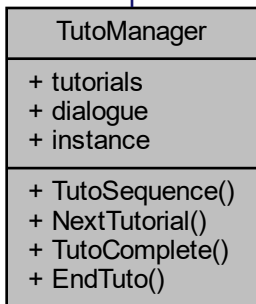 TutoManager
+ tutorials
+ dialogue
+ instance
+ TutoSequence()
+ NextTutorial()
+ TutoComplete()
+ EndTuto()